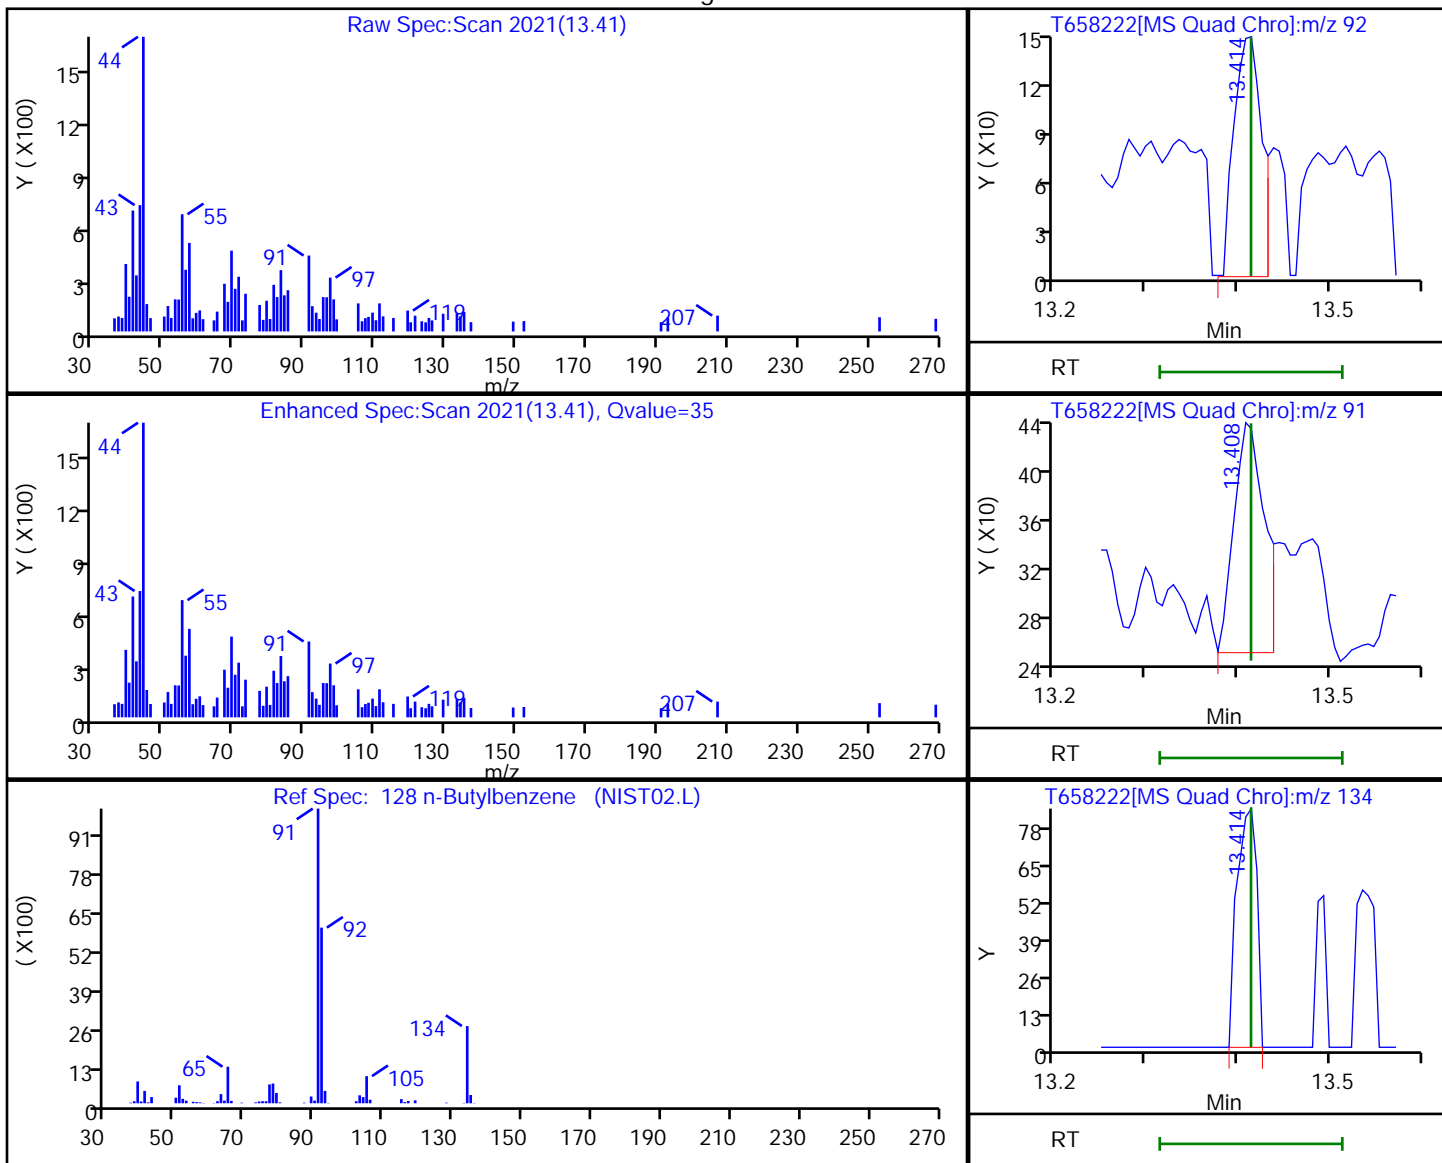 Raw Spec:Scan 2021(13.41)
Y ( X100)
15
12
9
6
3
0
44
43
55
91
97
119
207
30 50 70 90 110 130 150 170 190 210 230 250 270
m/z
T658222[MS Quad Chro]:m/z 92
Y ( X10)
15
12
9
6
3
0
13.414
13.2 13.5
Min
RT
Enhanced Spec:Scan 2021(13.41), Qvalue=35
Y ( X100)
15
12
9
6
3
0
44
43
55
91
97
119
207
30 50 70 90 110 130 150 170 190 210 230 250 270
m/z
T658222[MS Quad Chro]:m/z 91
Y ( X10)
44
40
36
32
28
24
13.408
13.2 13.5
Min
RT
Ref Spec: 128 n-Butylbenzene (NIST02.L)
( X100)
91
78
65
52
39
26
13
0
91
92
134
65
105
30 50 70 90 110 130 150 170 190 210 230 250 270
T658222[MS Quad Chro]:m/z 134
Y
78
65
52
39
26
13
0
13.414
13.2 13.5
Min
RT